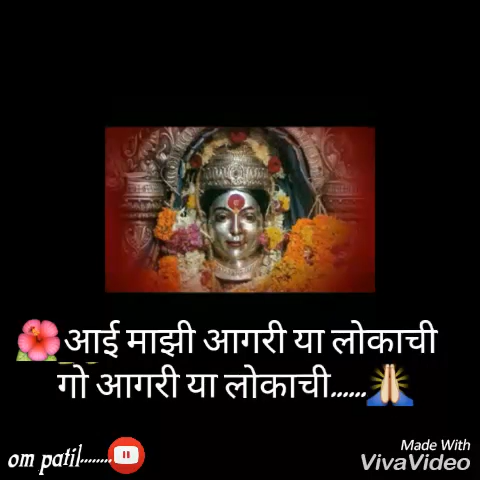 🌺आई माझी आगरी या लोकाची
गो आगरी या लोकाची......🙏
om patil........
Made With
VivaVideo